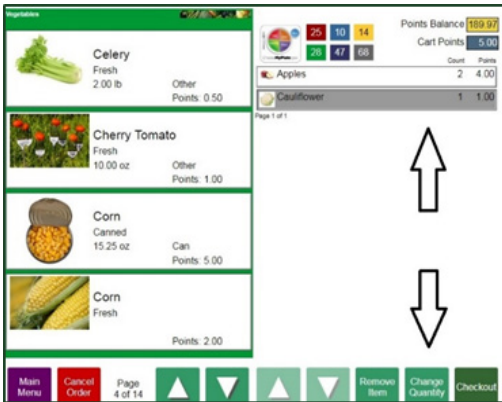 Vegetables
Celery
Fresh
2.00 lb
Other
Points: 0.50
Cherry Tomato
Fresh
10.00 oz
Other
Points: 1.00
Corn
Canned
15.25 oz
Can
Points: 5.00
Corn
Fresh
Points: 2.00
25 10 14
28 47 68
Points Balance 189.97
Cart Points 5.00
Count Points
Apples 2 4.00
Cauliflower 1 1.00
Page 1 of 1
Main Menu
Cancel Order
Page
4 of 14
Remove Item
Change Quantity
Checkout